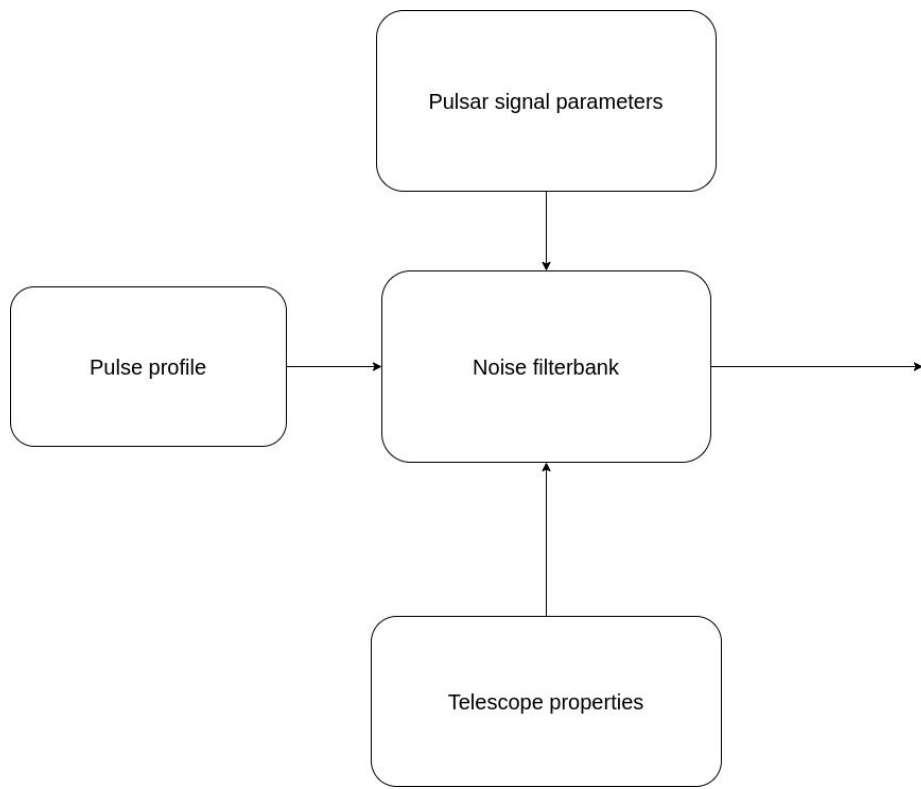 Pulsar signal parameters
Pulse profile
Noise filterbank
Telescope properties